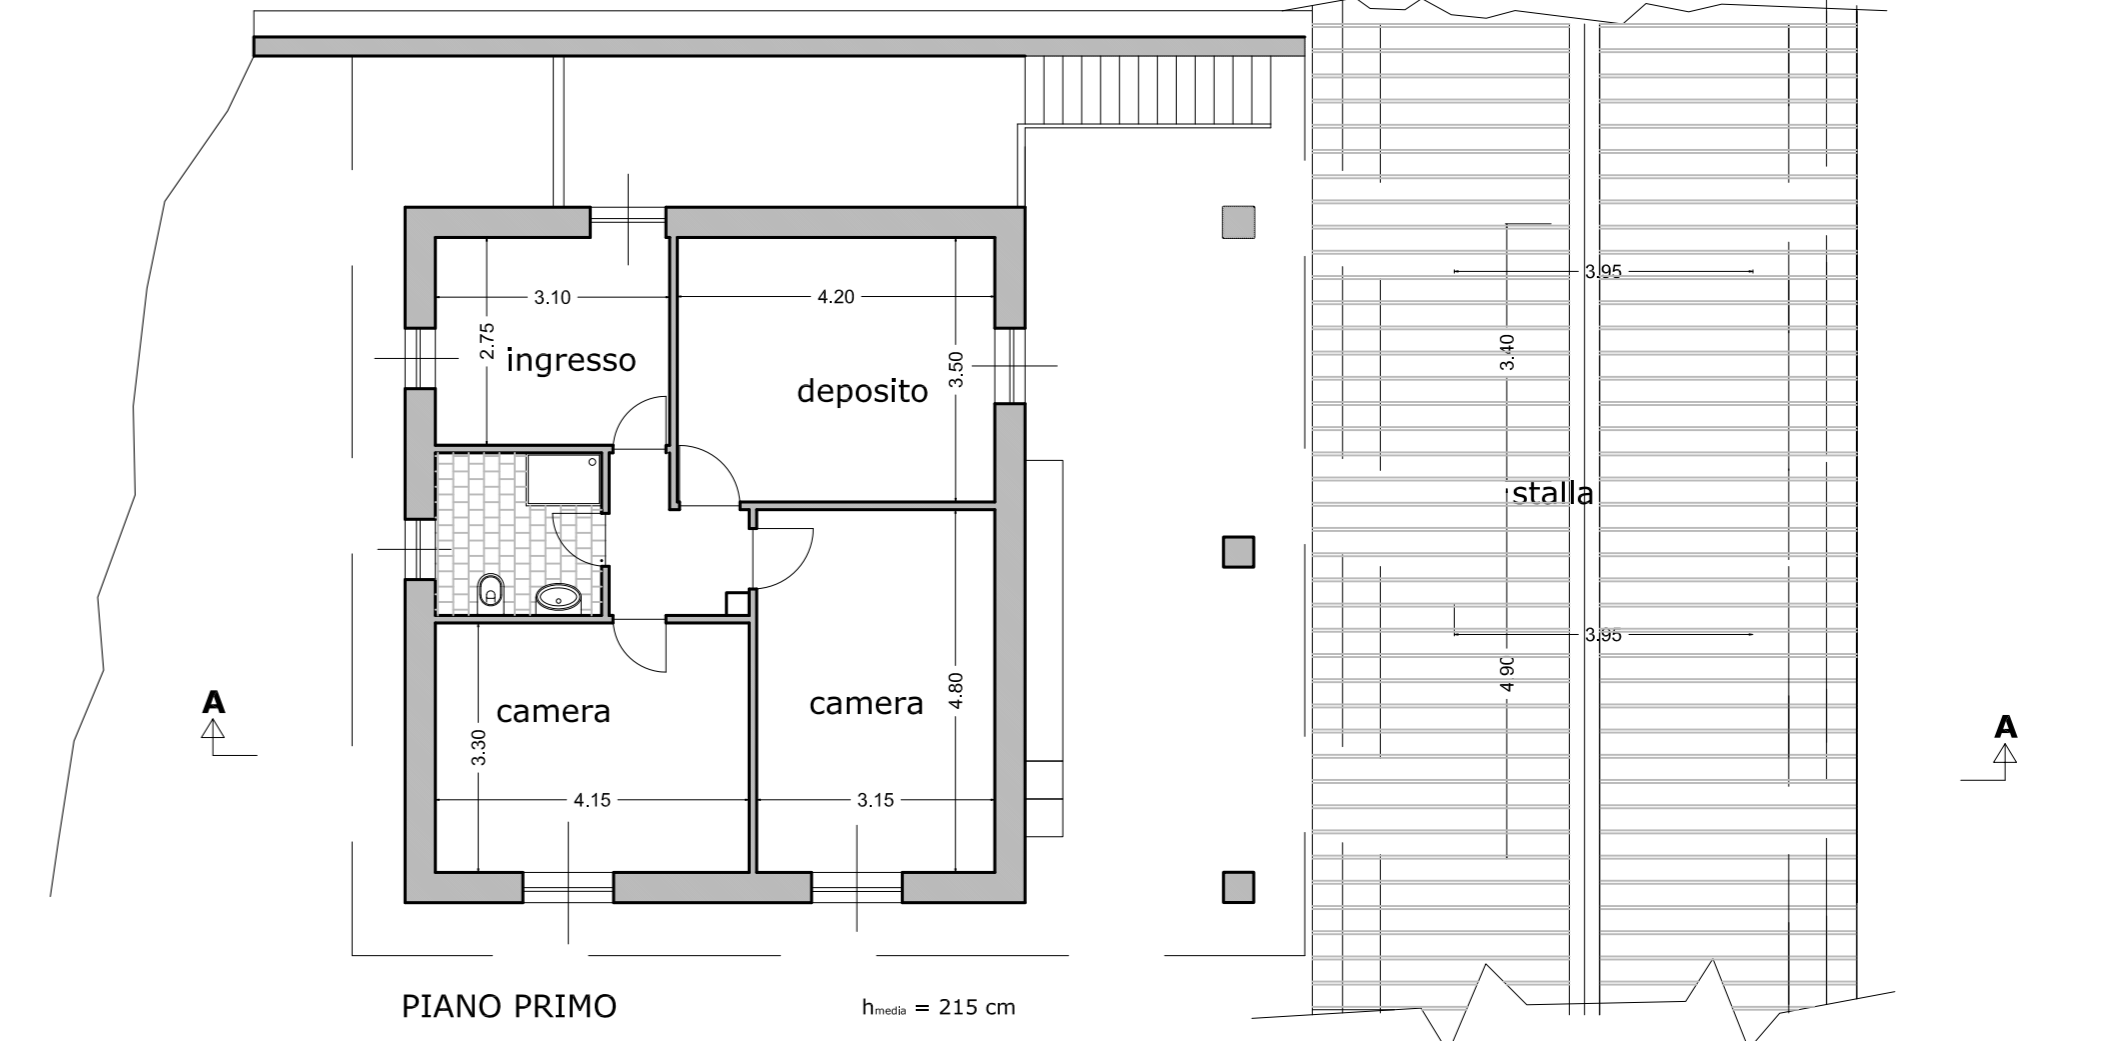 3.10
4.20
3.95
2.75
ingresso
3.50
3.40
deposito
stalla
3.95
4.90
A
camera
camera
4.80
A
3.30
4.15
3.15
PIANO PRIMO
hmedia = 215 cm